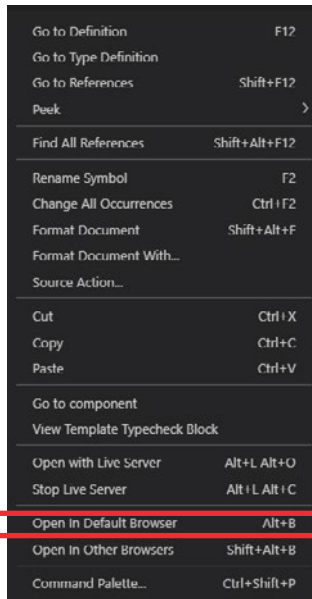 Go to Definition F12
Go to Type Definition
Go to References Shift+F12
Peek >
Find All References Shift+Alt+F12
Rename Symbol F2
Change All Occurrences Ctrl+F2
Format Document Shift+Alt+F
Format Document With...
Source Action...
Cut Ctrl+X
Copy Ctrl+C
Paste Ctrl+V
Go to component
View Template Typecheck Block
Open with Live Server Alt+L Alt+O
Stop Live Server Alt+L Alt+C
Open In Default Browser Alt+B
Open In Other Browsers Shift+Alt+B
Command Palette... Ctrl+Shift+P